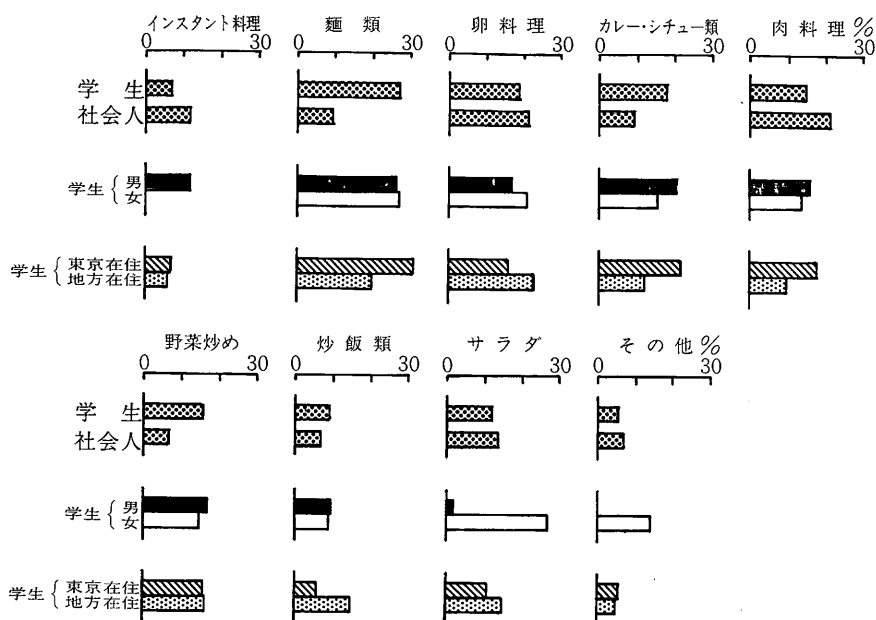 インスタント料理 麺類 卵料理 カレー・シチュー類 肉料理 %
0 30 0 30 0 30 0 30 0 30
学生
社会人
学生{男
女
学生{東京在住
地方在住
野菜炒め 炒飯類 サラダ その他 %
0 30 0 30 0 30 0 30
学生
社会人
学生{男
女
学生{東京在住
地方在住